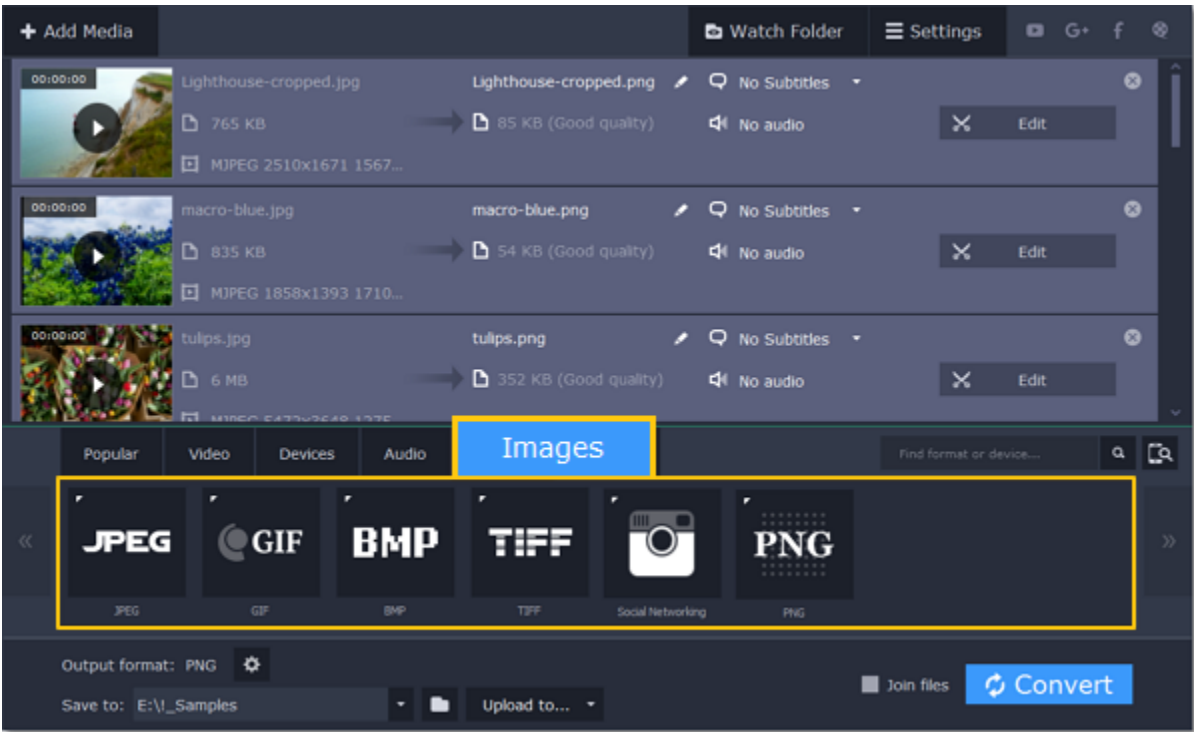 Add Media
Watch Folder
Settings
G+
f
00:00:00
Lighthouse-cropped.jpg
Lighthouse-cropped.png
No Subtitles
765 KB
85 KB (Good quality)
No audio
Edit
MJPEG 2510x1671 1567...
00:00:00
macro-blue.jpg
macro-blue.png
No Subtitles
835 KB
54 KB (Good quality)
No audio
Edit
MJPEG 1858x1393 1710...
00:00:00
tulips.jpg
tulips.png
No Subtitles
6 MB
352 KB (Good quality)
No audio
Edit
MJPEG 5472x3648 1275
Popular
Video
Devices
Audio
Images
Find format or device....
JPEG
GIF
BMP
TIFF
PNG
JPEG
GIF
BMP
TIFF
Social Networking
PNG
Output format: PNG
Save to: E:\!_Samples
Upload to...
Join files
Convert